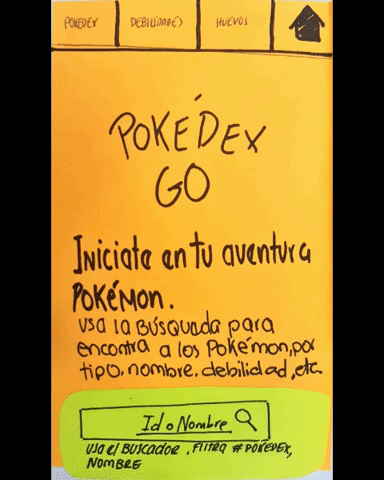 POKEDEX DEBILIDADES HUEVOS
POKÉDEX
GO
Iniciate en tu aventura
POKÉMON.
USA la BÚSQUEDA para
encontra a los Pokémon, por
tipo, nombre, debilidad, etc
Id o Nombre
USA el BUSCADOR, Filtra # POKÉDEX,
NOMBRE